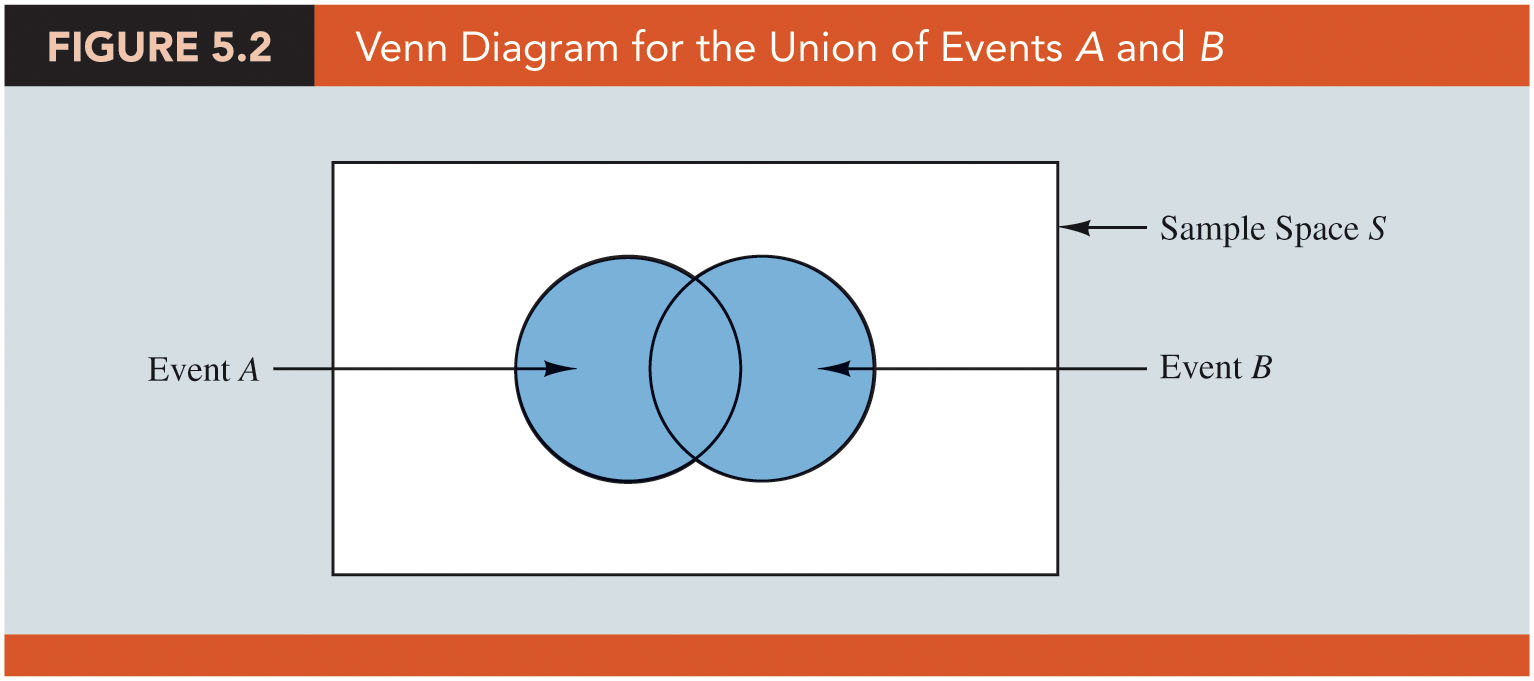 FIGURE 5.2 Venn Diagram for the Union of Events A and B
Sample Space S
Event A
Event B